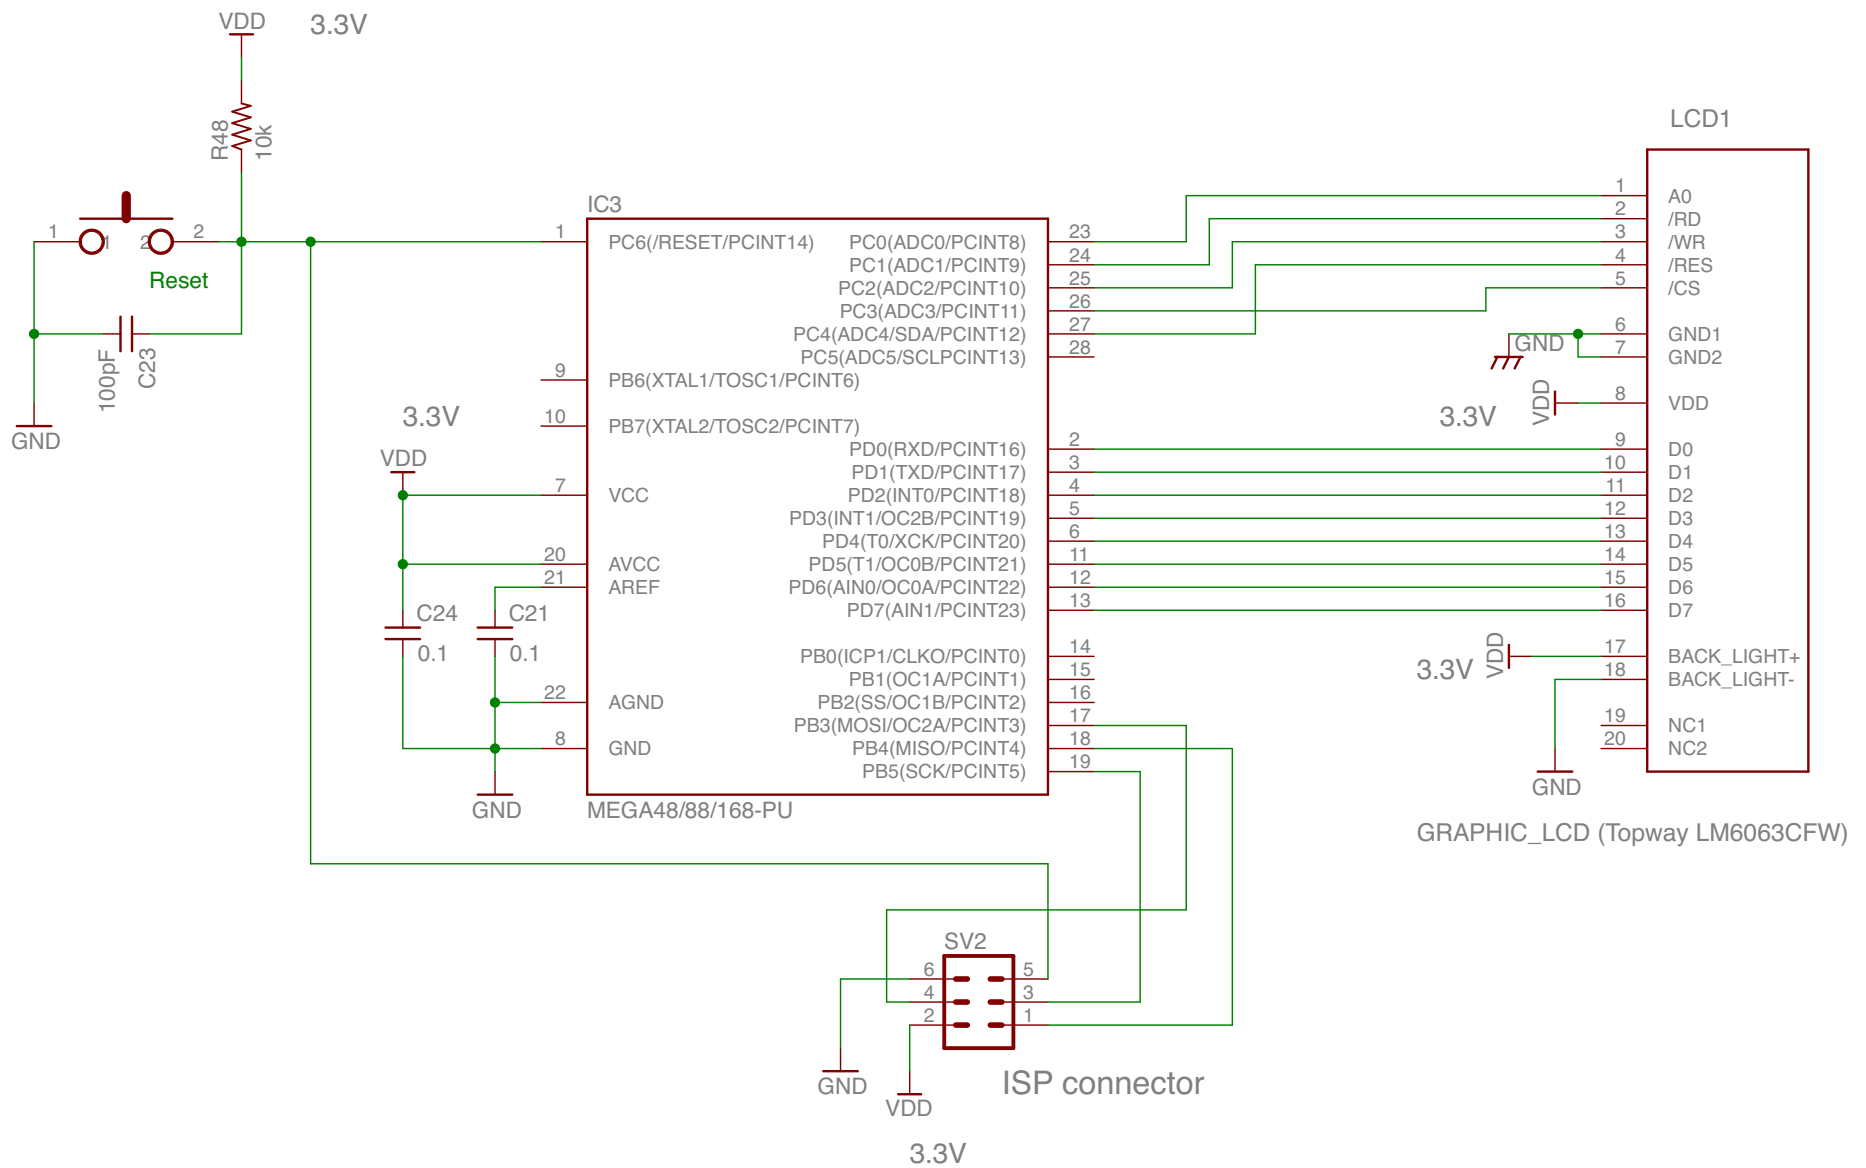 VDD
3.3V
R48
10k
1
1
2
2
Reset
100pF
C23
GND
IC3
1
PC6(/RESET/PCINT14)
9
PB6(XTAL1/TOSC1/PCINT6)
10
PB7(XTAL2/TOSC2/PCINT7)
3.3V
VDD
7
VCC
20
AVCC
21
AREF
C24
0.1
C21
0.1
22
AGND
8
GND
GND
PC0(ADC0/PCINT8)
23
PC1(ADC1/PCINT9)
24
PC2(ADC2/PCINT10)
25
PC3(ADC3/PCINT11)
26
PC4(ADC4/SDA/PCINT12)
27
PC5(ADC5/SCLPCINT13)
28
PD0(RXD/PCINT16)
2
PD1(TXD/PCINT17)
3
PD2(INT0/PCINT18)
4
PD3(INT1/OC2B/PCINT19)
5
PD4(T0/XCK/PCINT20)
6
PD5(T1/OC0B/PCINT21)
11
PD6(AIN0/OC0A/PCINT22)
12
PD7(AIN1/PCINT23)
13
PB0(ICP1/CLKO/PCINT0)
14
PB1(OC1A/PCINT1)
15
PB2(SS/OC1B/PCINT2)
16
PB3(MOSI/OC2A/PCINT3)
17
PB4(MISO/PCINT4)
18
PB5(SCK/PCINT5)
19
MEGA48/88/168-PU
LCD1
1
A0
2
/RD
3
/WR
4
/RES
5
/CS
GND
6
GND1
7
GND2
3.3V
VDD
8
VDD
9
D0
10
D1
11
D2
12
D3
13
D4
14
D5
15
D6
16
D7
3.3V
VDD
17
BACK_LIGHT+
18
BACK_LIGHT-
19
NC1
20
NC2
GND
GRAPHIC_LCD (Topway LM6063CFW)
SV2
6
5
4
3
2
1
GND
VDD
ISP connector
3.3V